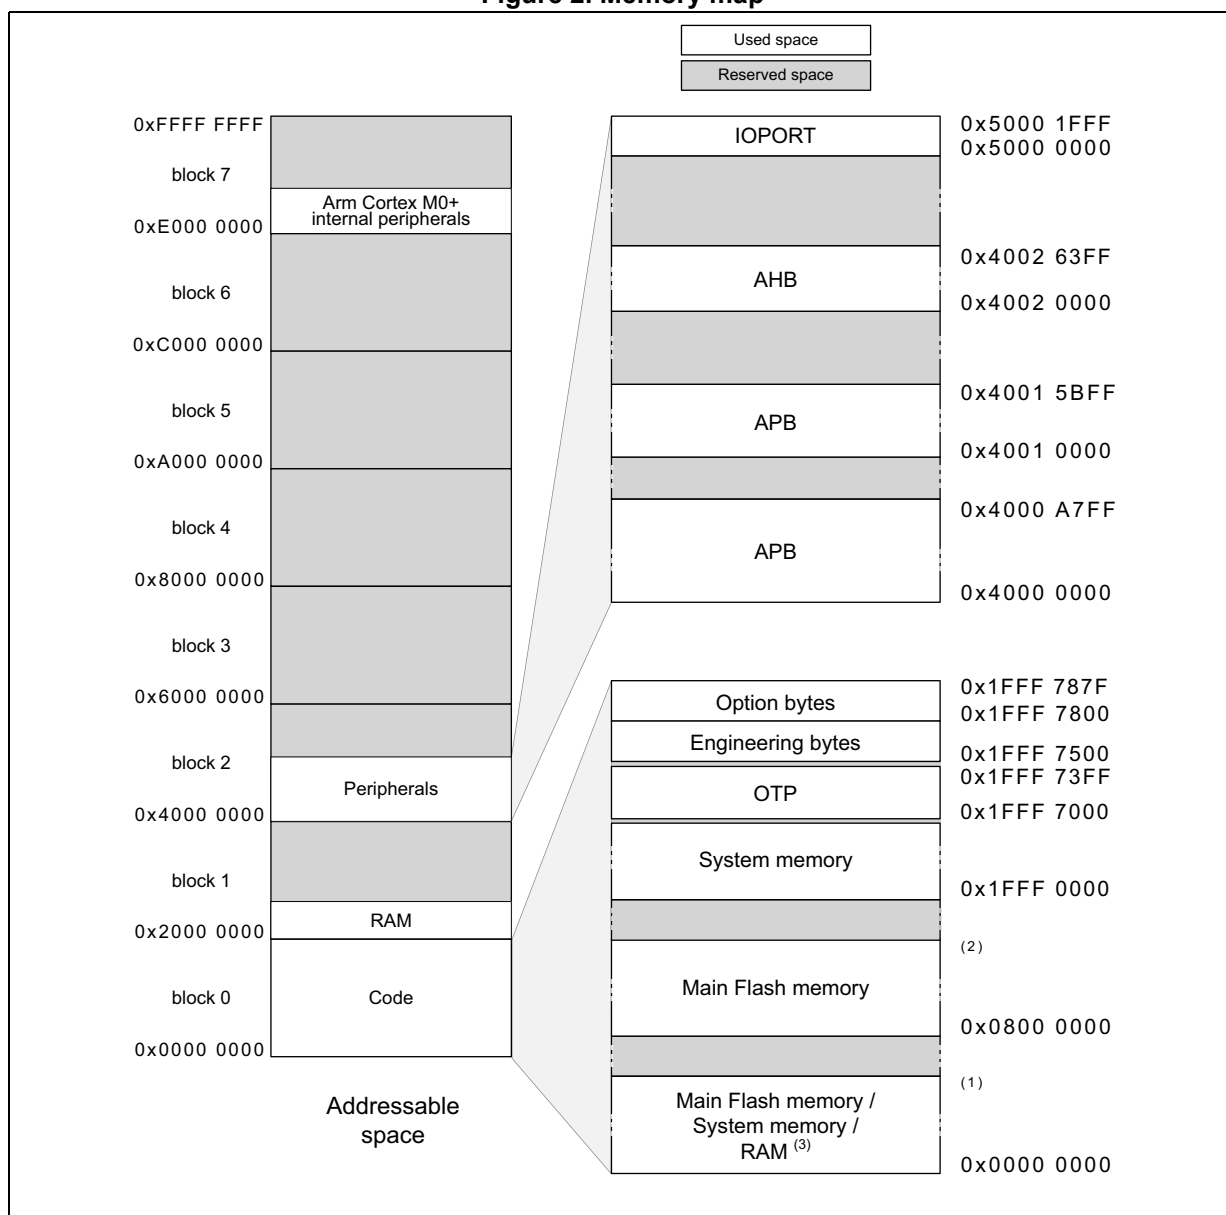 Figure 2. Memory map
Used space
Reserved space
0xFFFF FFFF
block 7
Arm Cortex M0+
internal peripherals
0xE000 0000
block 6
0xC000 0000
block 5
0xA000 0000
block 4
0x8000 0000
block 3
0x6000 0000
block 2
Peripherals
0x4000 0000
block 1
RAM
0x2000 0000
block 0
Code
0x0000 0000
Addressable
space
IOPORT
0x5000 1FFF
0x5000 0000
AHB
0x4002 63FF
0x4002 0000
APB
0x4001 5BFF
0x4001 0000
APB
0x4000 A7FF
0x4000 0000
Option bytes
0x1FFF 787F
0x1FFF 7800
Engineering bytes
0x1FFF 7500
0x1FFF 73FF
OTP
0x1FFF 7000
System memory
0x1FFF 0000
(2)
Main Flash memory
0x0800 0000
(1)
Main Flash memory /
System memory /
RAM (3)
0x0000 0000